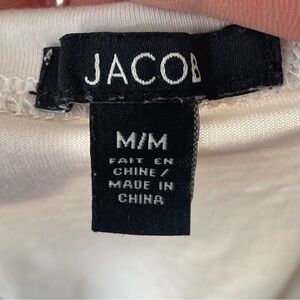 JACOB
M/M
FAIT EN
CHINE/
MADE IN
CHINA